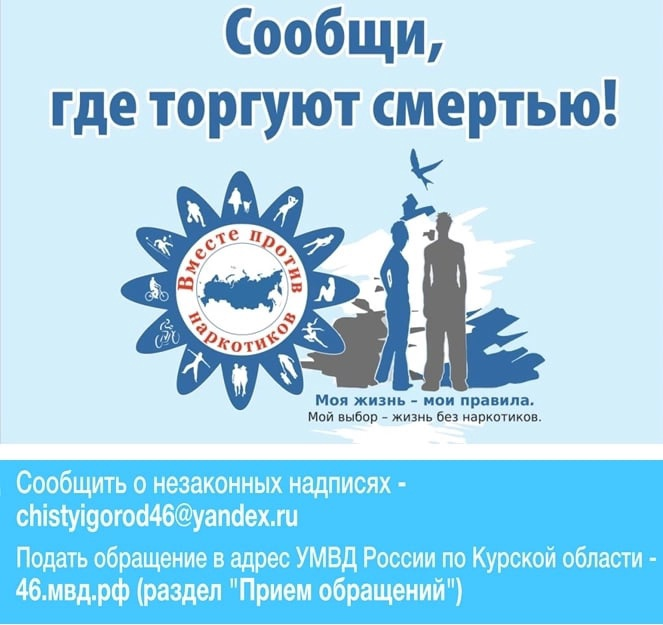 Сообщи,
где торгуют смертью!
Вместе против
наркотиков
Моя жизнь – мои правила.
Мой выбор – жизнь без наркотиков.
Сообщить о незаконных надписях -
chistyigorod46@yandex.ru
Подать обращение в адрес УМВД России по Курской области -
46.мвд.рф (раздел "Прием обращений")